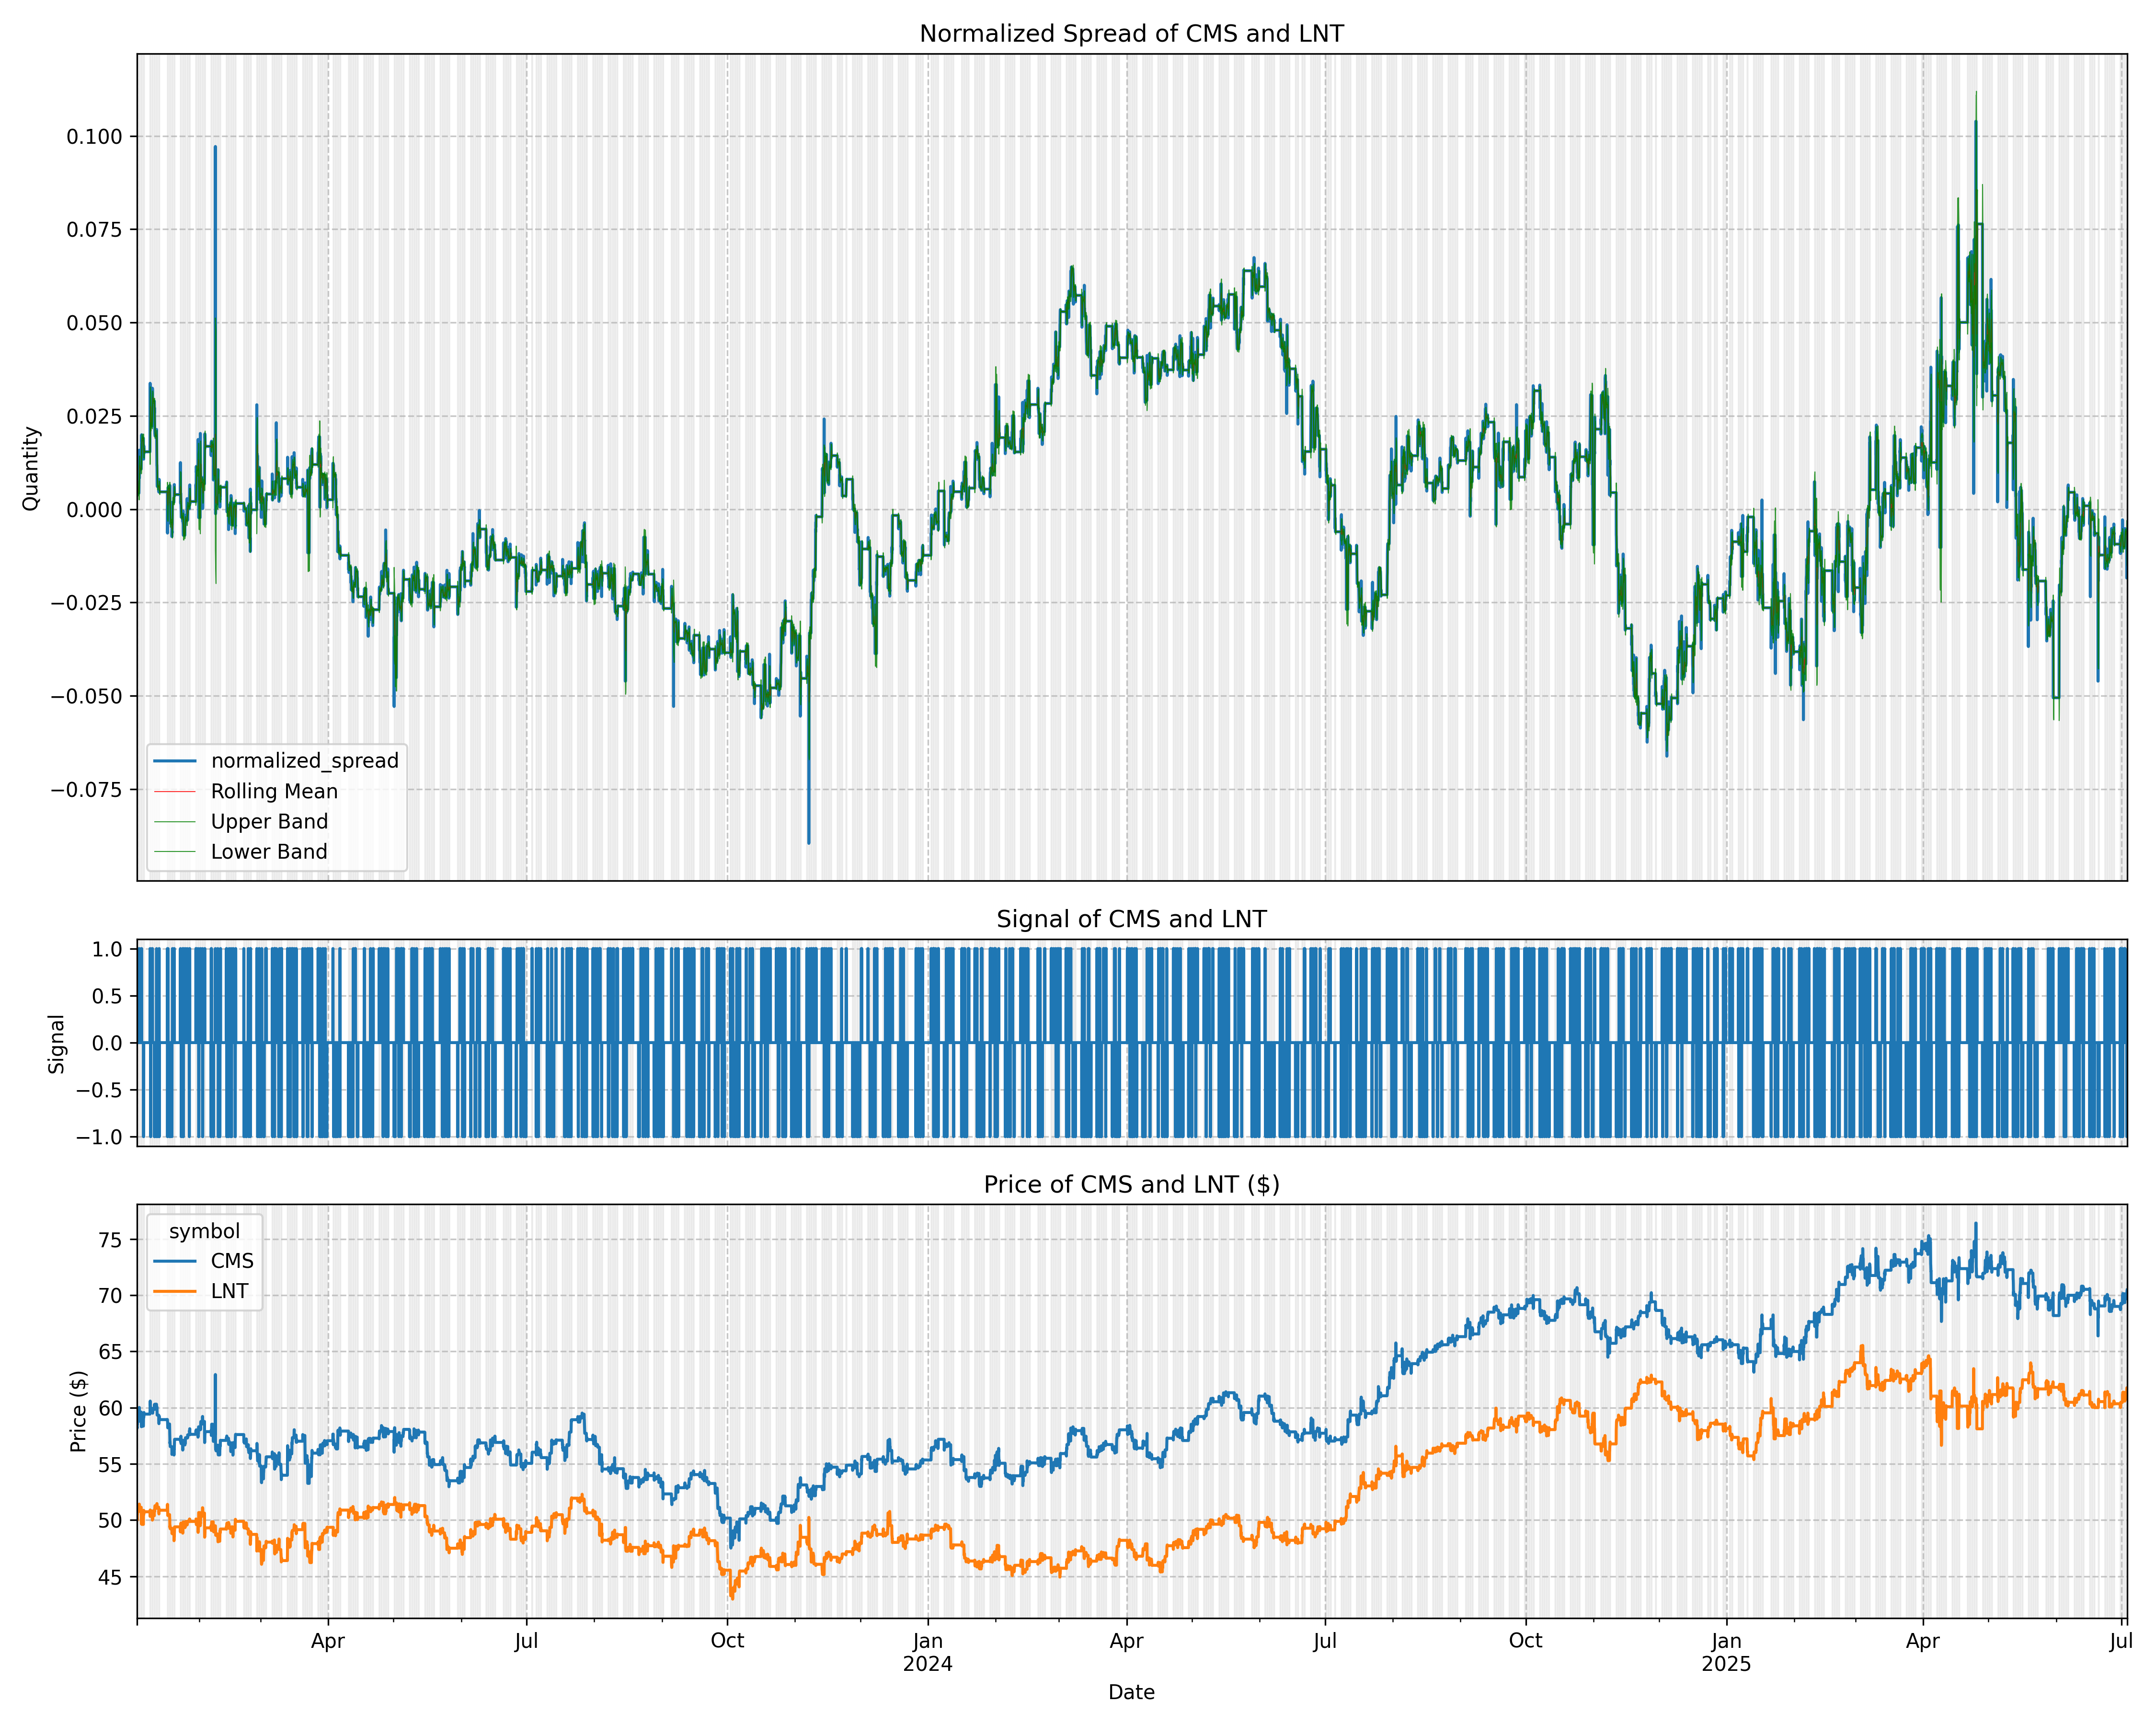 Normalized Spread of CMS and LNT
0.100
0.075
0.050
0.025
0.000
−0.025
−0.050
−0.075
Quantity
normalized_spread
Rolling Mean
Upper Band
Lower Band
Signal of CMS and LNT
1.0
0.5
0.0
−0.5
−1.0
Signal
Price of CMS and LNT ($)
75
70
65
60
55
50
45
Price ($)
symbol
CMS
LNT
Apr Jul Oct Jan Apr Jul Oct Jan Apr Jul
2024 2025
Date